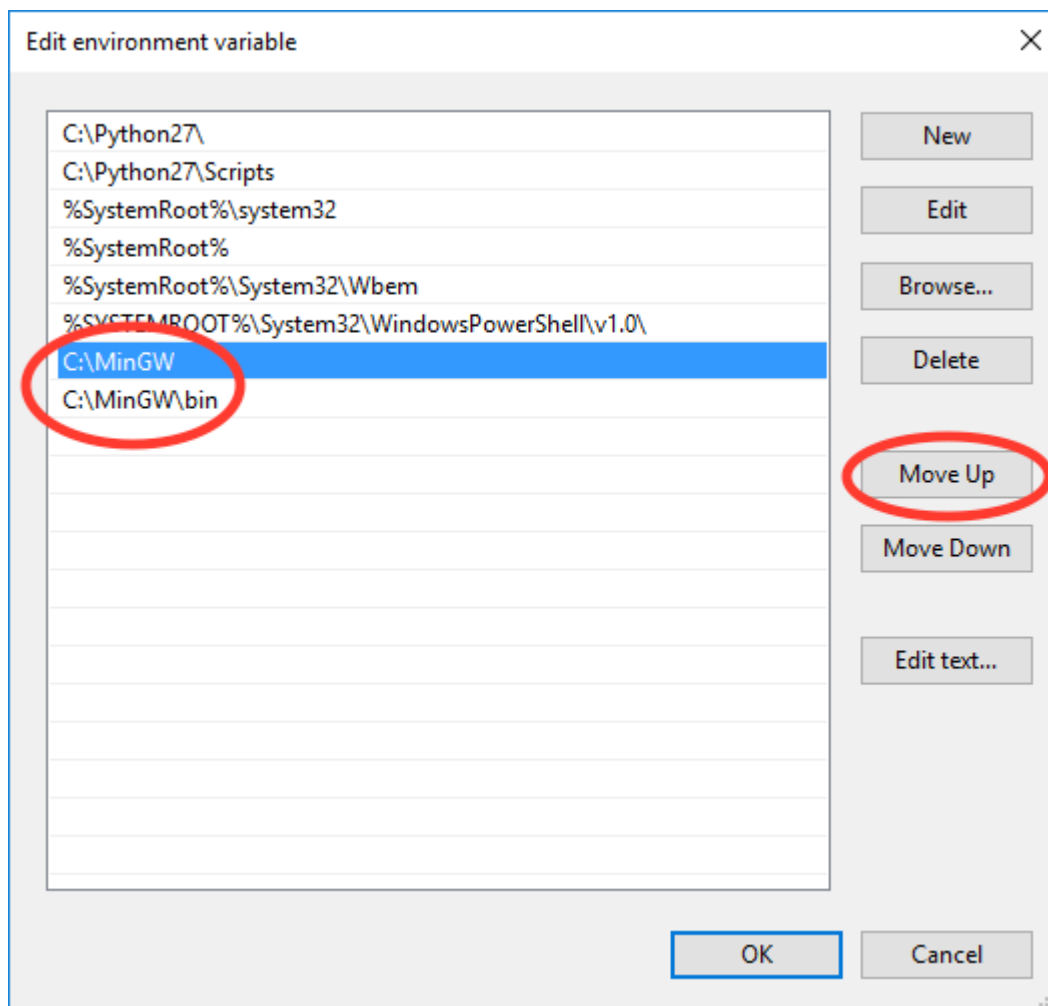 Edit environment variable
C:\Python27\
C:\Python27\Scripts
%SystemRoot%\system32
%SystemRoot%
%SystemRoot%\System32\Wbem
%SYSTEMROOT%\System32\WindowsPowerShell\v1.0\
C:\MinGW
C:\MinGW\bin
New
Edit
Browse...
Delete
Move Up
Move Down
Edit text...
OK
Cancel